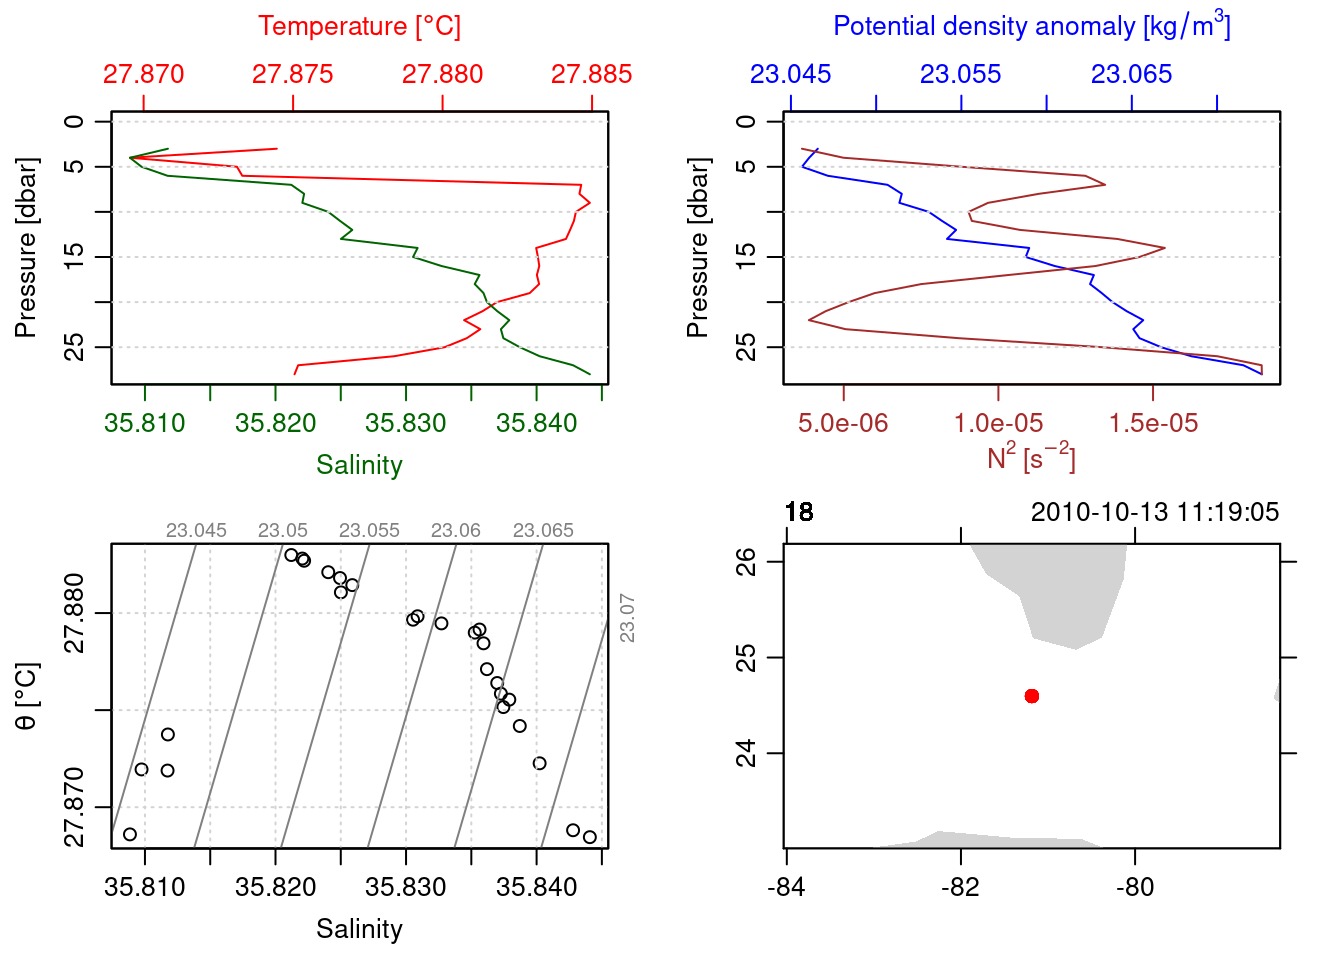 Temperature [°C]
27.870 27.875 27.880 27.885
Pressure [dbar]
0
5
15
25
35.810 35.820 35.830 35.840
Salinity
Potential density anomaly [kg/m³]
23.045 23.055 23.065
Pressure [dbar]
0
5
15
25
5.0e-06 1.0e-05 1.5e-05
N² [s⁻²]
23.045 23.05 23.055 23.06 23.065
23.07
θ [°C]
27.880
27.870
35.810 35.820 35.830 35.840
Salinity
18 2010-10-13 11:19:05
26
25
24
-84 -82 -80